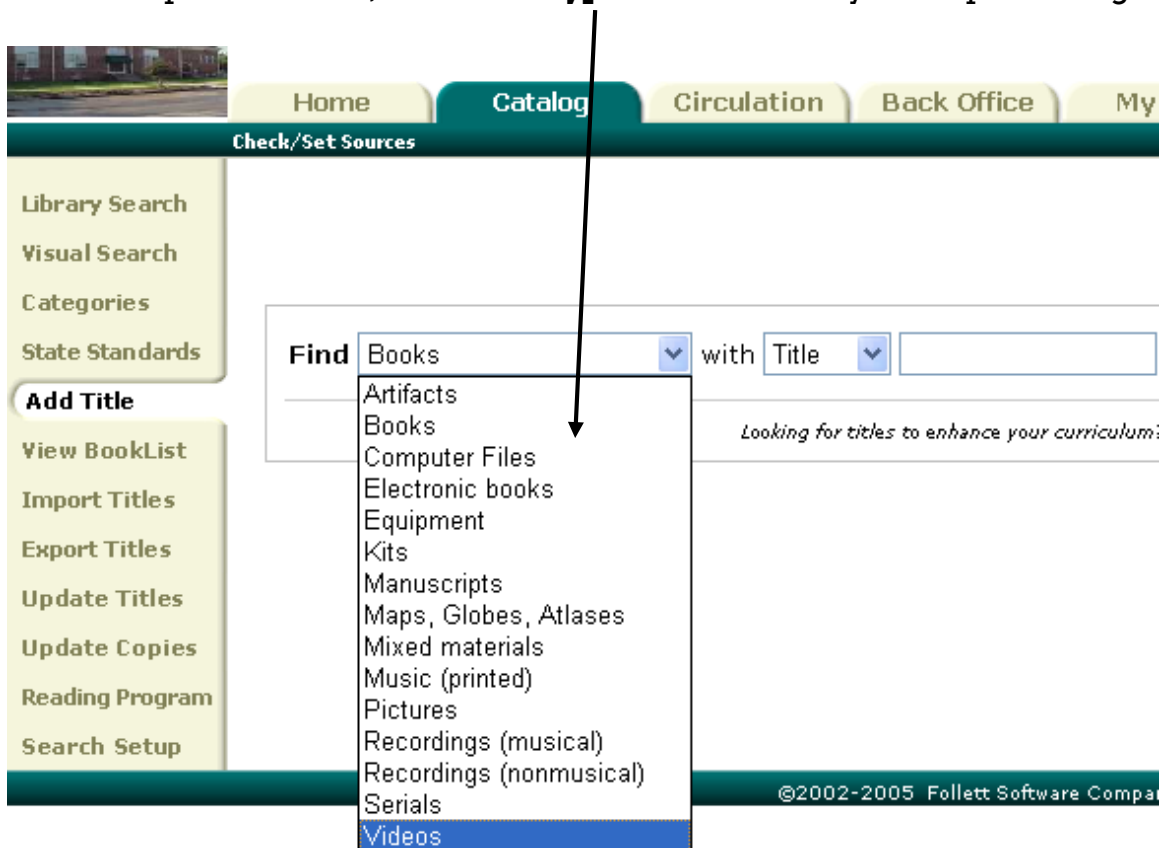 Home Catalog Circulation Back Office My
Check/Set Sources
Library Search
Visual Search
Categories
State Standards
Add Title
View BookList
Import Titles
Export Titles
Update Titles
Update Copies
Reading Program
Search Setup
Find Books with Title
Artifacts
Books
Computer Files
Electronic books
Equipment
Kits
Manuscripts
Maps, Globes, Atlases
Mixed materials
Music (printed)
Pictures
Recordings (musical)
Recordings (nonmusical)
Serials
Videos
Looking for titles to enhance your curriculum?
©2002-2005 Follett Software Compa